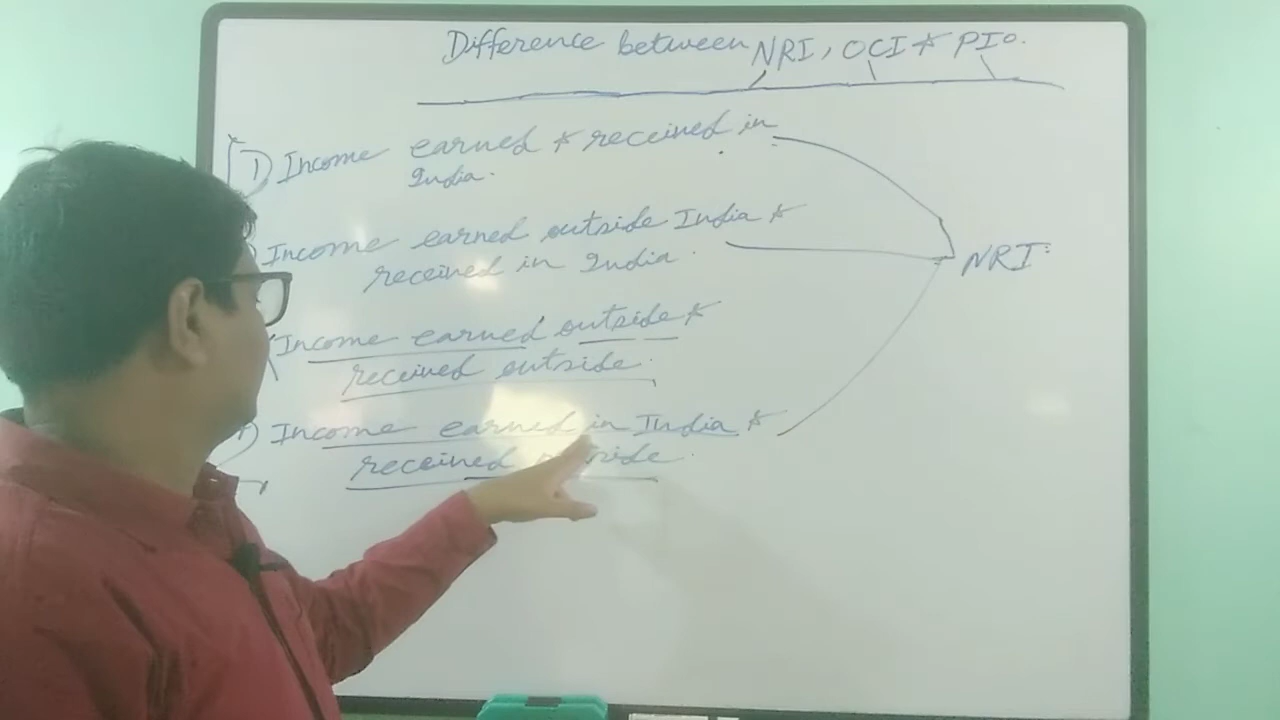 Difference between NRI, OCI & PIO.
1) Income earned & received in
India.
) Income earned outside India &
received in India.
Income earned outside &
received outside.
) Income earned in India &
received
NRI